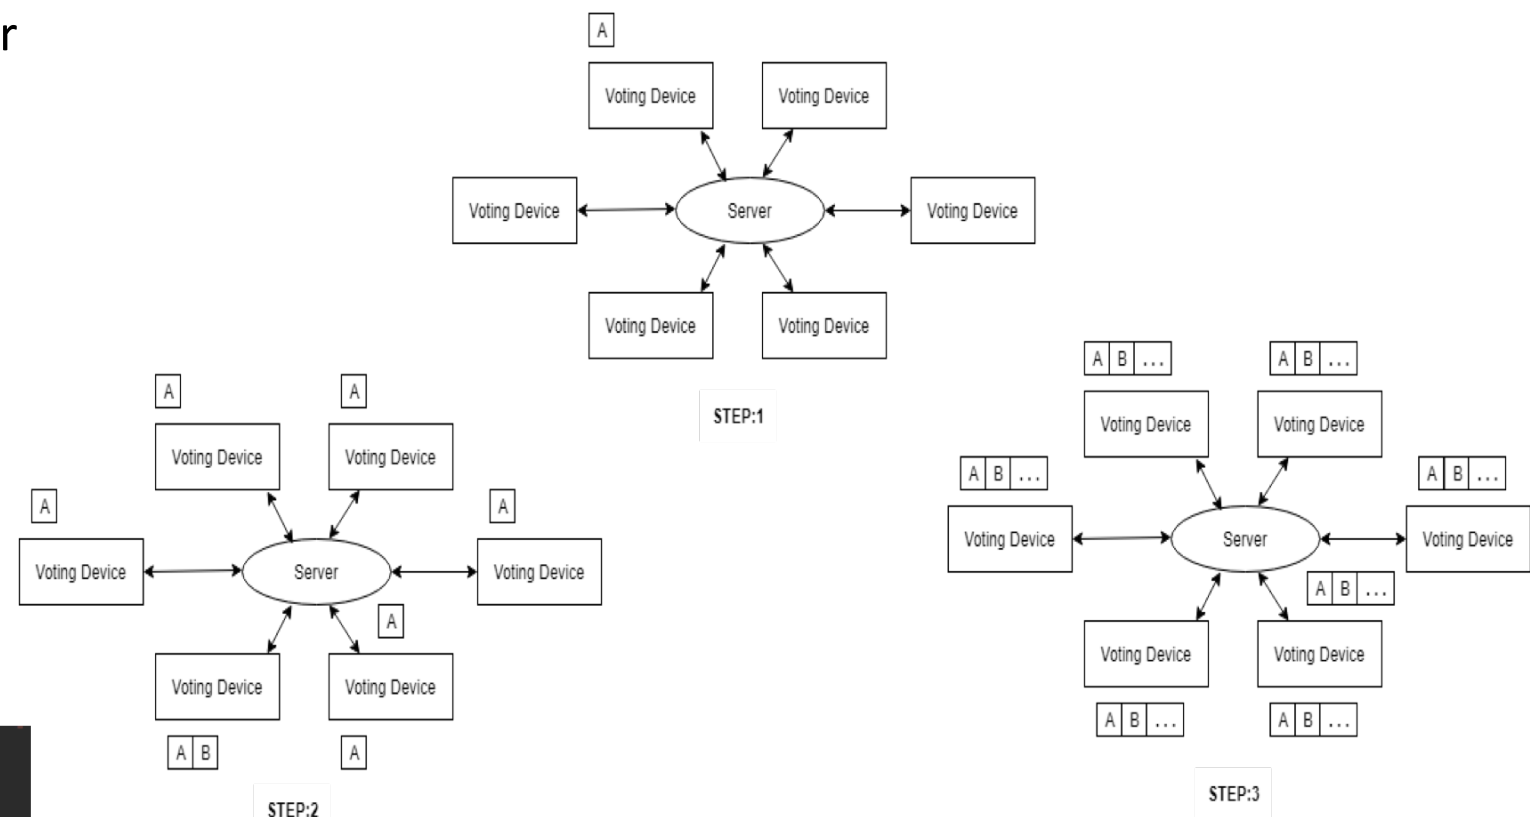 r
A
Voting Device Voting Device
Voting Device Server Voting Device
Voting Device Voting Device
STEP:1
A A
Voting Device Voting Device
A A
Voting Device Server Voting Device
A
Voting Device Voting Device
A B A
STEP:2
A B ... A B ...
Voting Device Voting Device
A B ... A B ...
Voting Device Server Voting Device
A B ...
Voting Device Voting Device
A B ... A B ...
STEP:3